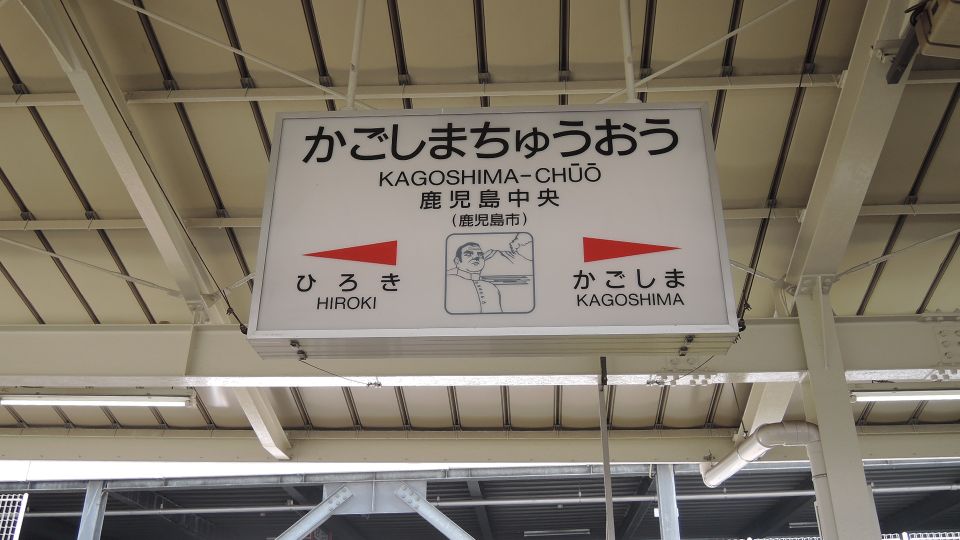 かごしまちゅうおう
KAGOSHIMA-CHŪŌ
鹿児島中央
(鹿児島市)
ひろき
HIROKI
かごしま
KAGOSHIMA